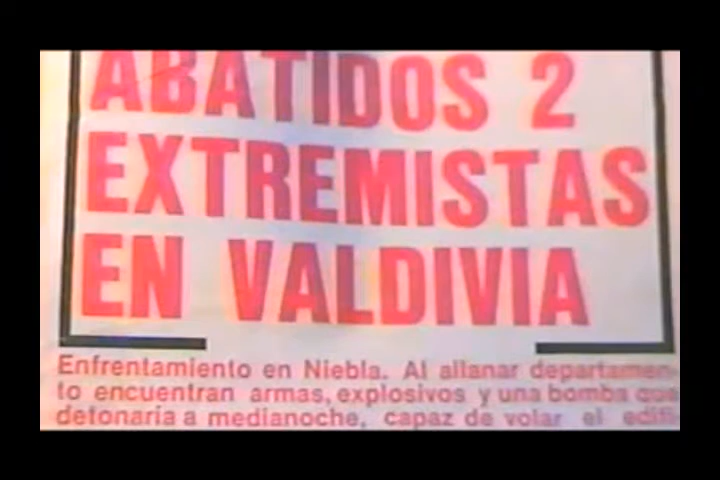 ABATIDOS 2
EXTREMISTAS
EN VALDIVIA
Enfrentamiento en Niebla. Al allanar departamen-
to encuentran armas, explosivos y una bomba que
detonaría a medianoche, capaz de volar el edifi-